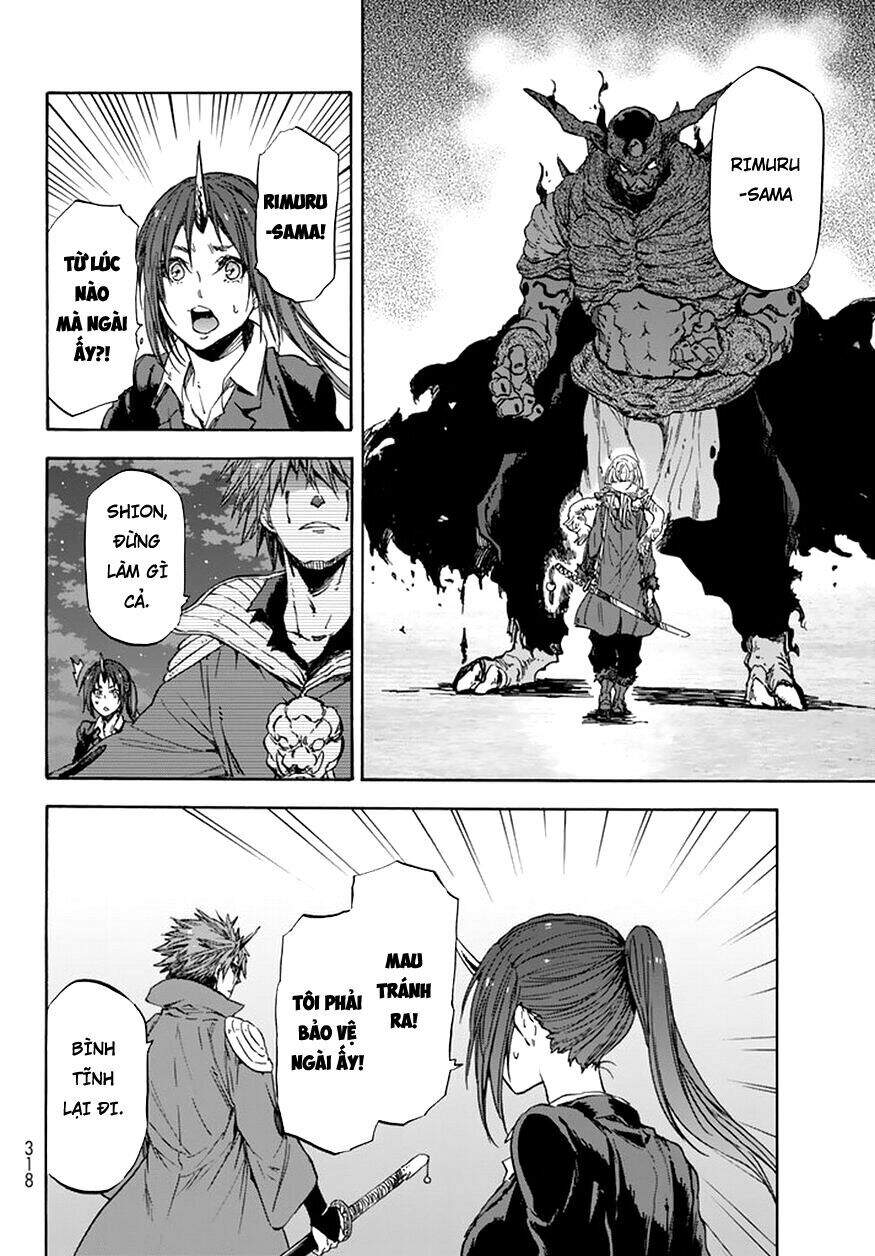 RIMURU
-SAMA
RIMURU
-SAMA!
TỪ LÚC
NÀO
MÀ NGÀI
ẤY?!
SHION,
ĐỪNG
LÀM GÌ
CẢ.
MAU
TRÁNH
RA!
TÔI PHẢI
BẢO VỆ
NGÀI ẤY!
BÌNH
TĨNH
LẠI ĐI.
318